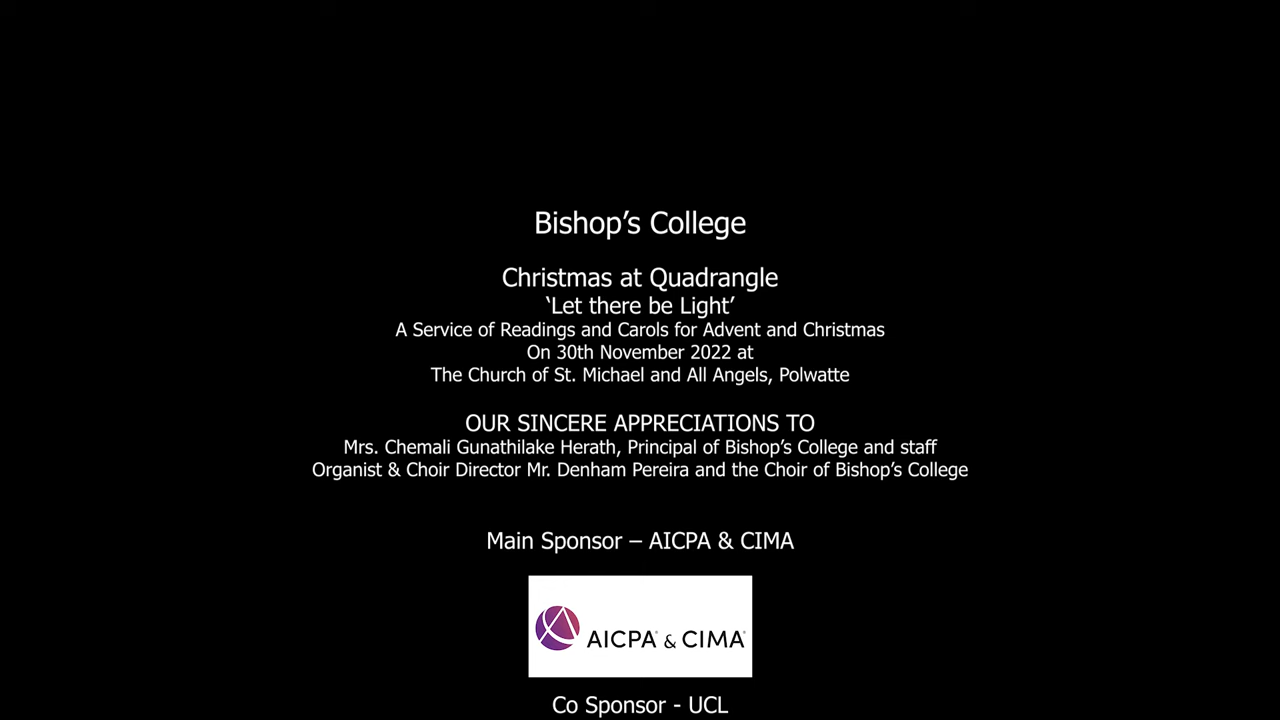 Bishop’s College
Christmas at Quadrangle
‘Let there be Light’
A Service of Readings and Carols for Advent and Christmas
On 30th November 2022 at
The Church of St. Michael and All Angels, Polwatte
OUR SINCERE APPRECIATIONS TO
Mrs. Chemali Gunathilake Herath, Principal of Bishop’s College and staff
Organist & Choir Director Mr. Denham Pereira and the Choir of Bishop’s College
Main Sponsor – AICPA & CIMA
AICPA® & CIMA®
Co Sponsor - UCL